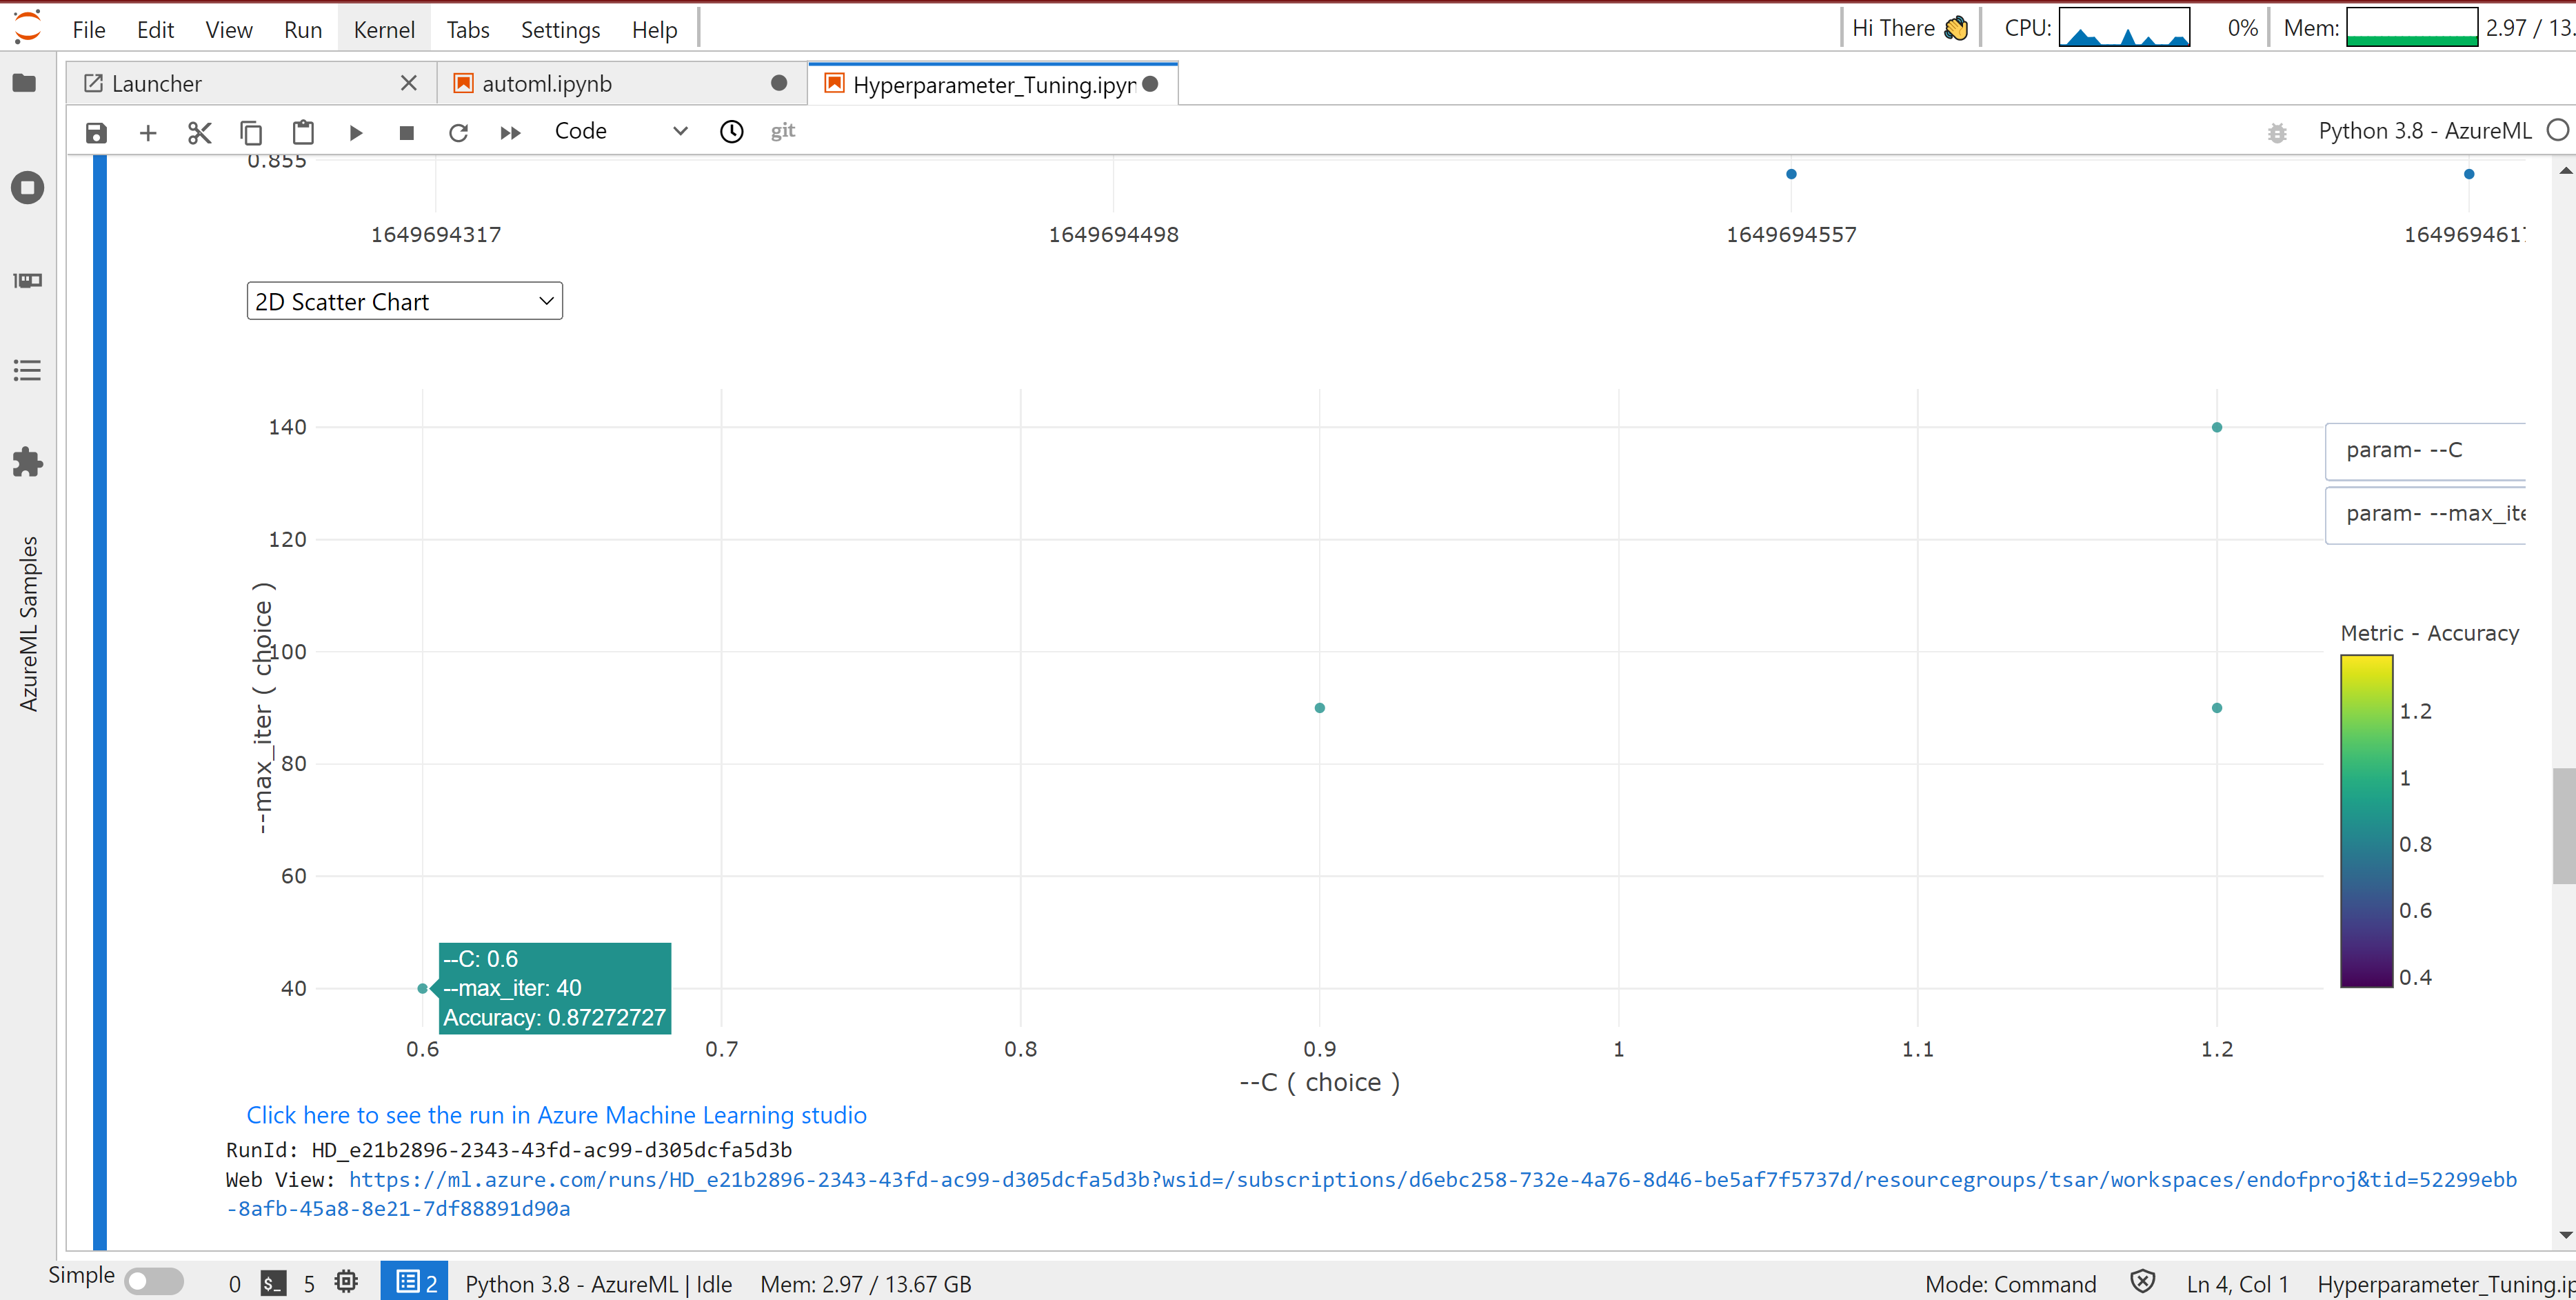 File Edit View Run Kernel Tabs Settings Help Hi There 👋 CPU: 0% Mem: 2.97 / 13.
Launcher automl.ipynb Hyperparameter_Tuning.ipyn
Code git Python 3.8 - AzureML
0.855
1649694317 1649694498 1649694557 1649694617
2D Scatter Chart
140
120
100
80
60
40
--max_iter ( choice )
--C: 0.6
--max_iter: 40
Accuracy: 0.87272727
0.6 0.7 0.8 0.9 1 1.1 1.2
--C ( choice )
param- --C
param- --max_ite
Metric - Accuracy
1.2
1
0.8
0.6
0.4
AzureML Samples
Click here to see the run in Azure Machine Learning studio
RunId: HD_e21b2896-2343-43fd-ac99-d305dcfa5d3b
Web View: https://ml.azure.com/runs/HD_e21b2896-2343-43fd-ac99-d305dcfa5d3b?wsid=/subscriptions/d6ebc258-732e-4a76-8d46-be5af7f5737d/resourcegroups/tsar/workspaces/endofproj&tid=52299ebb
-8afb-45a8-8e21-7df88891d90a
Simple 0 $_ 5 2 Python 3.8 - AzureML | Idle Mem: 2.97 / 13.67 GB Mode: Command Ln 4, Col 1 Hyperparameter_Tuning.ip